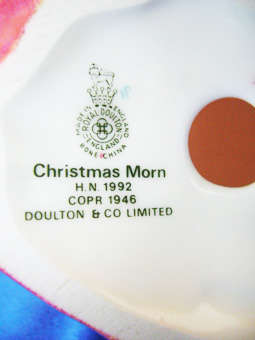 MADE IN ENGLAND
ROYAL DOULTON
ENGLAND
BONE CHINA
Christmas Morn
H.N. 1992
COPR 1946
DOULTON & CO LIMITED